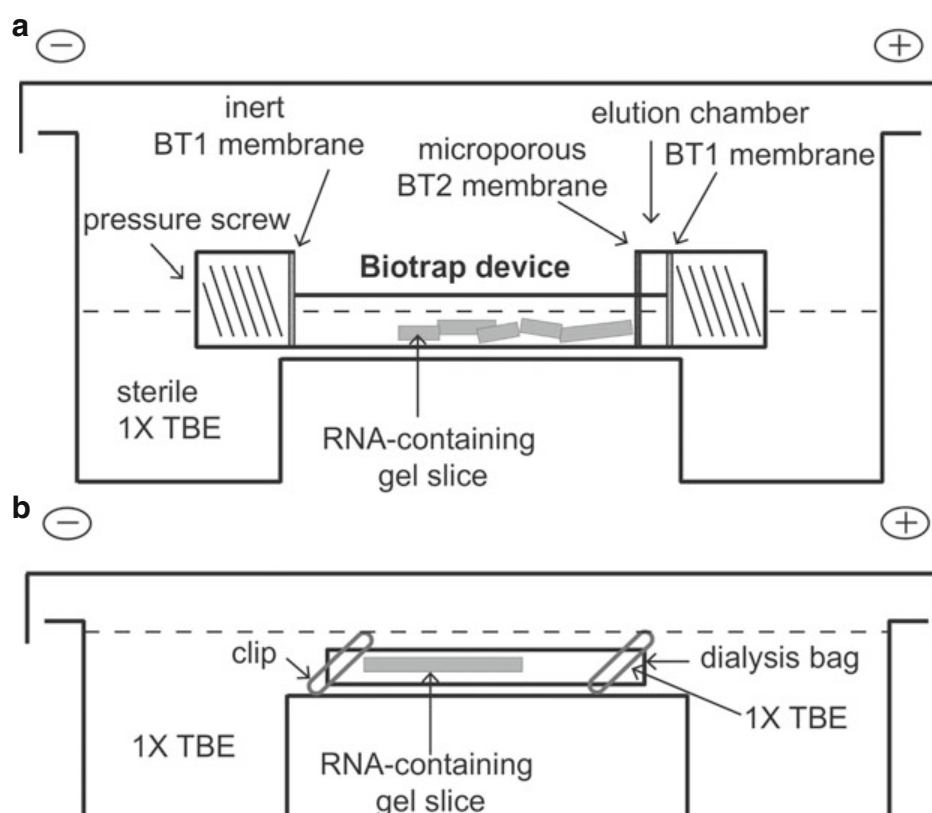 a
− +
inert
BT1 membrane
elution chamber
microporous
BT2 membrane
BT1 membrane
pressure screw
Biotrap device
sterile
1X TBE
RNA-containing
gel slice
b
− +
clip
dialysis bag
1X TBE
1X TBE
RNA-containing
gel slice